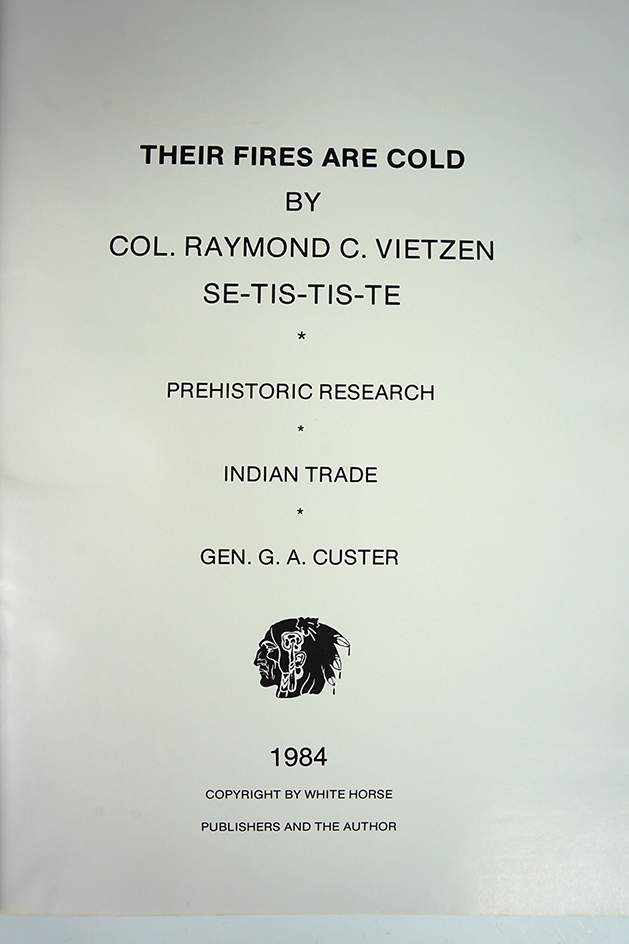 THEIR FIRES ARE COLD
BY
COL. RAYMOND C. VIETZEN
SE-TIS-TIS-TE
*
PREHISTORIC RESEARCH
*
INDIAN TRADE
*
GEN. G. A. CUSTER
1984
COPYRIGHT BY WHITE HORSE
PUBLISHERS AND THE AUTHOR